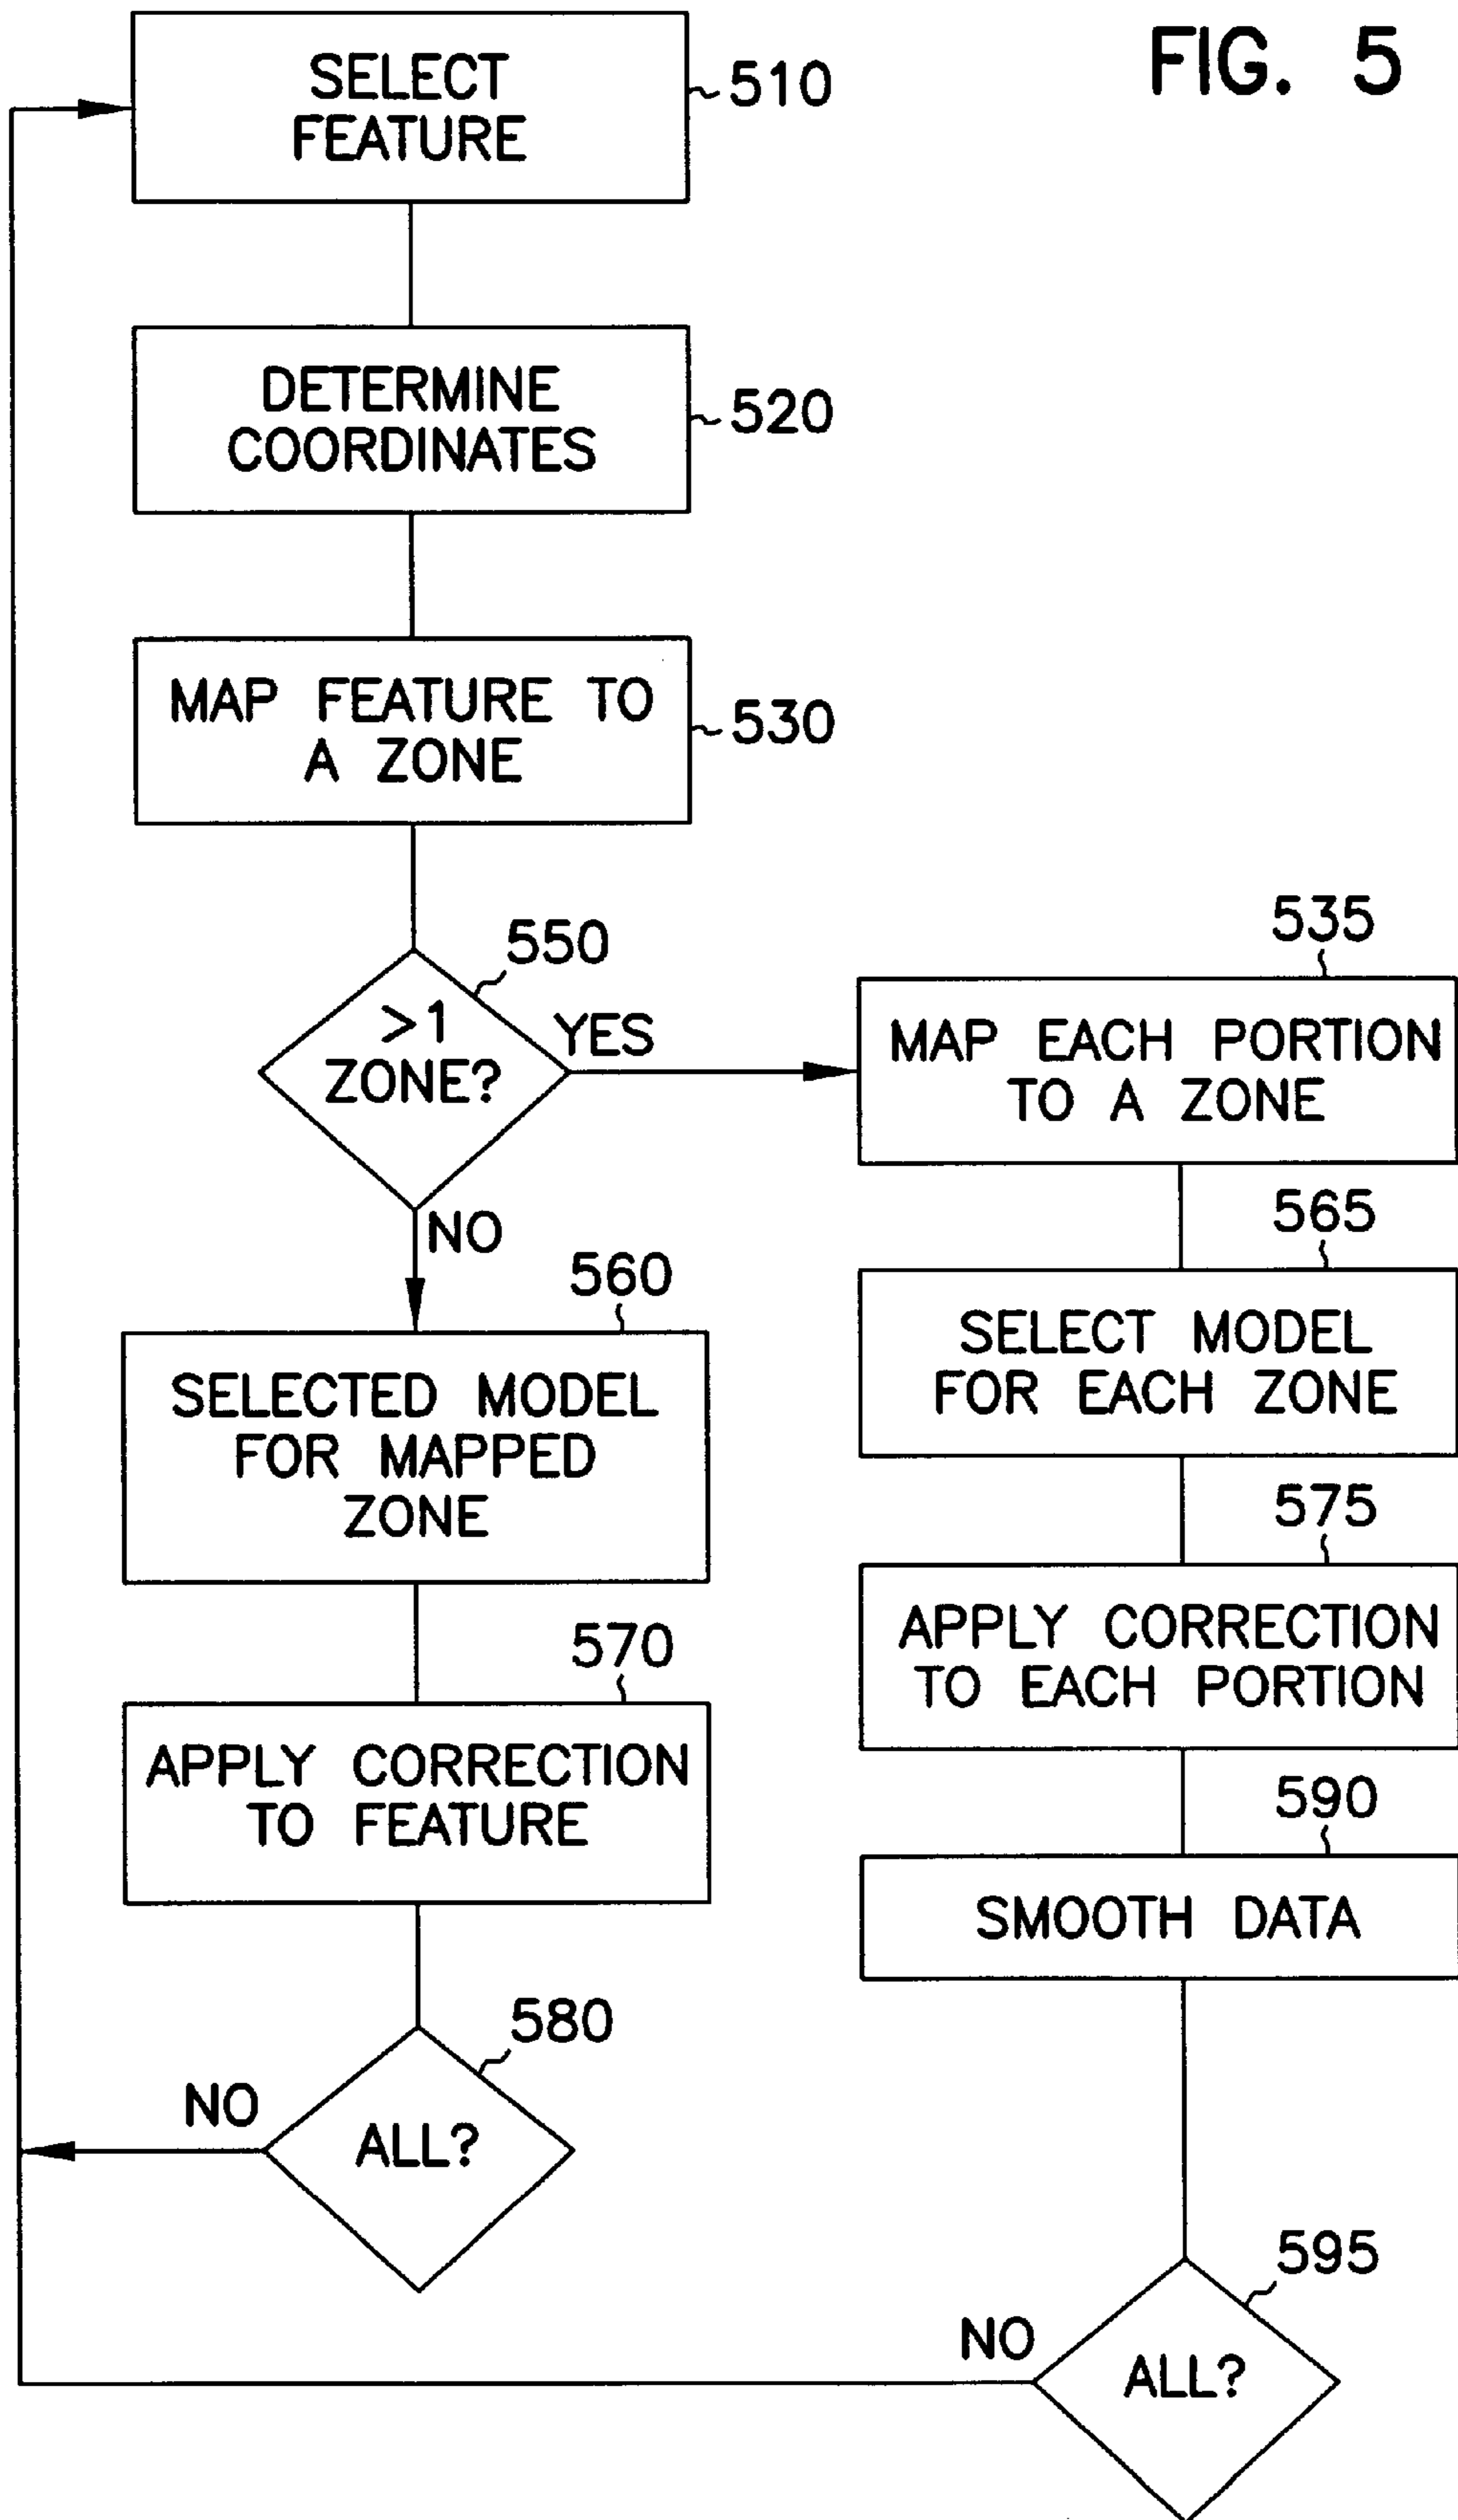 FIG. 5
SELECT
FEATURE
510
DETERMINE
COORDINATES
520
MAP FEATURE TO
A ZONE
530
550
>1
ZONE?
YES
NO
535
MAP EACH PORTION
TO A ZONE
560
SELECTED MODEL
FOR MAPPED
ZONE
565
SELECT MODEL
FOR EACH ZONE
570
APPLY CORRECTION
TO FEATURE
575
APPLY CORRECTION
TO EACH PORTION
590
SMOOTH DATA
580
ALL?
NO
595
ALL?
NO